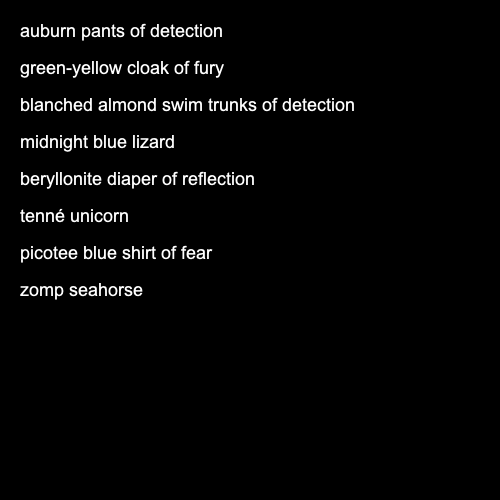 auburn pants of detection
green-yellow cloak of fury
blanched almond swim trunks of detection
midnight blue lizard
beryllonite diaper of reflection
tenné unicorn
picotee blue shirt of fear
zomp seahorse